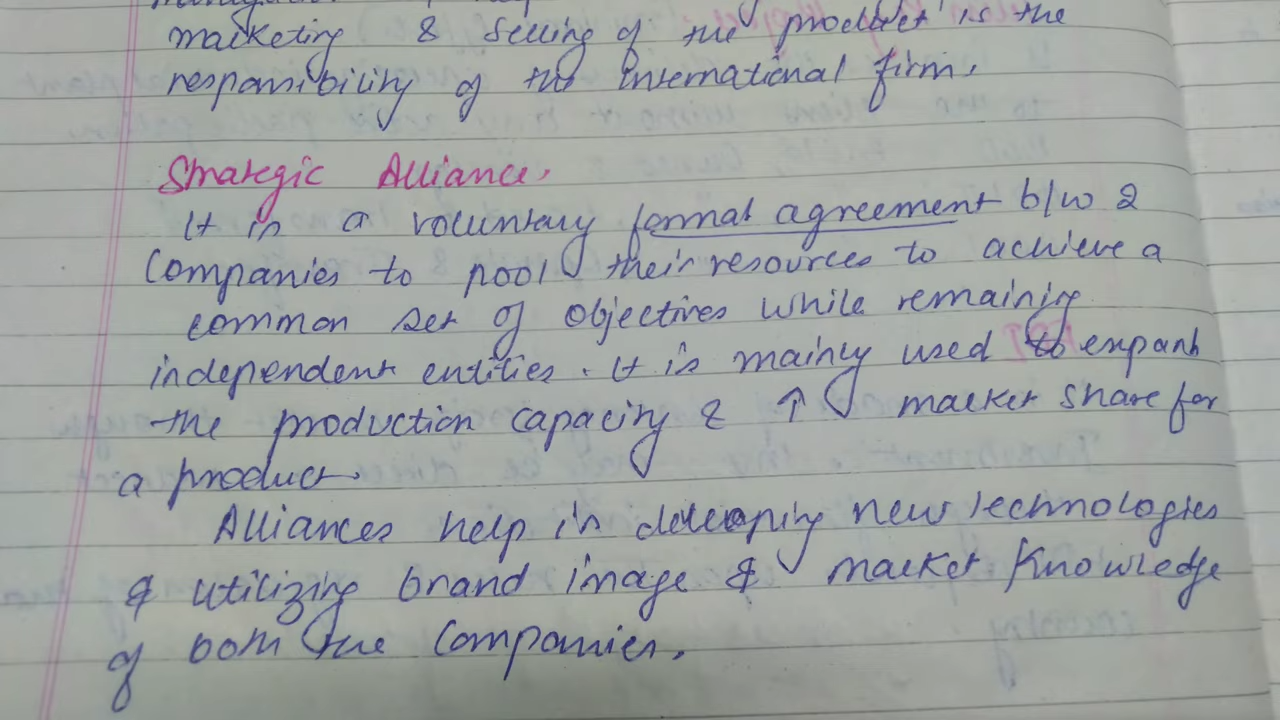 marketing & selling of the product is the
responsibility of the international firm.
Strategic Alliance.
It is a voluntary formal agreement b/w 2
Companies to pool their resources to achieve a
common set of objectives while remaining
independent entities. It is mainly used to expand
the production capacity & ↑ market share for
a product.
Alliances help in developing new technologies
& utilizing brand image & market knowledge
of both the Companies.